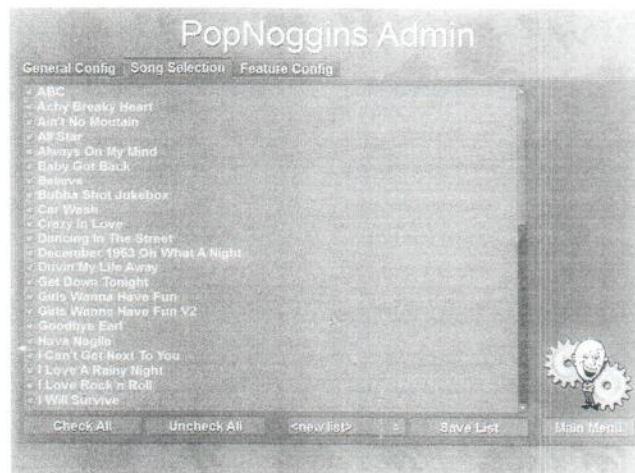 PopNoggins Admin
General Config Song Selection Feature Config
ABC
Achy Breaky Heart
Ain't No Moutain
All Star
Always On My Mind
Baby Got Back
Believe
Bubba Shot Jukebox
Car Wash
Crazy In Love
Dancing In The Street
December 1963 Oh What A Night
Drivin My Life Away
Get Down Tonight
Girls Wanna Have Fun
Girls Wanna Have Fun V2
Goodbye Earl
Hava Nagila
I Can't Get Next To You
I Love A Rainy Night
I Love Rock n Roll
I Will Survive
Check All Uncheck All <new list> Save List Main Menu